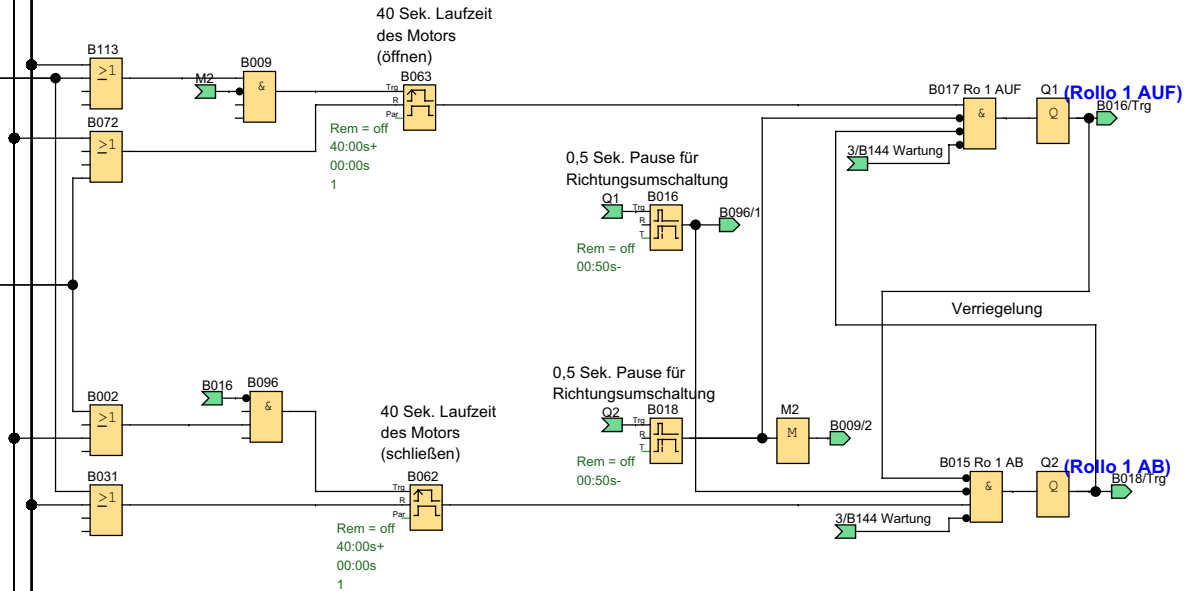 40 Sek. Laufzeit
des Motors
(öffnen)
B113
≥1
M2
B009
&
B063
Trg
R
Par
Rem = off
40:00s+
00:00s
1
B072
≥1
0,5 Sek. Pause für
Richtungsumschaltung
Q1
B016
Trg
R
T
Rem = off
00:50s-
B096/1
B017 Ro 1 AUF
&
Q1
Q
(Rollo 1 AUF)
B016/Trg
3/B144 Wartung
Verriegelung
B002
≥1
B016
B096
&
40 Sek. Laufzeit
des Motors
(schließen)
B031
≥1
B062
Trg
R
Par
Rem = off
40:00s+
00:00s
1
0,5 Sek. Pause für
Richtungsumschaltung
Q2
B018
Trg
R
T
Rem = off
00:50s-
M2
M
B009/2
B015 Ro 1 AB
&
Q2
Q
(Rollo 1 AB)
B018/Trg
3/B144 Wartung